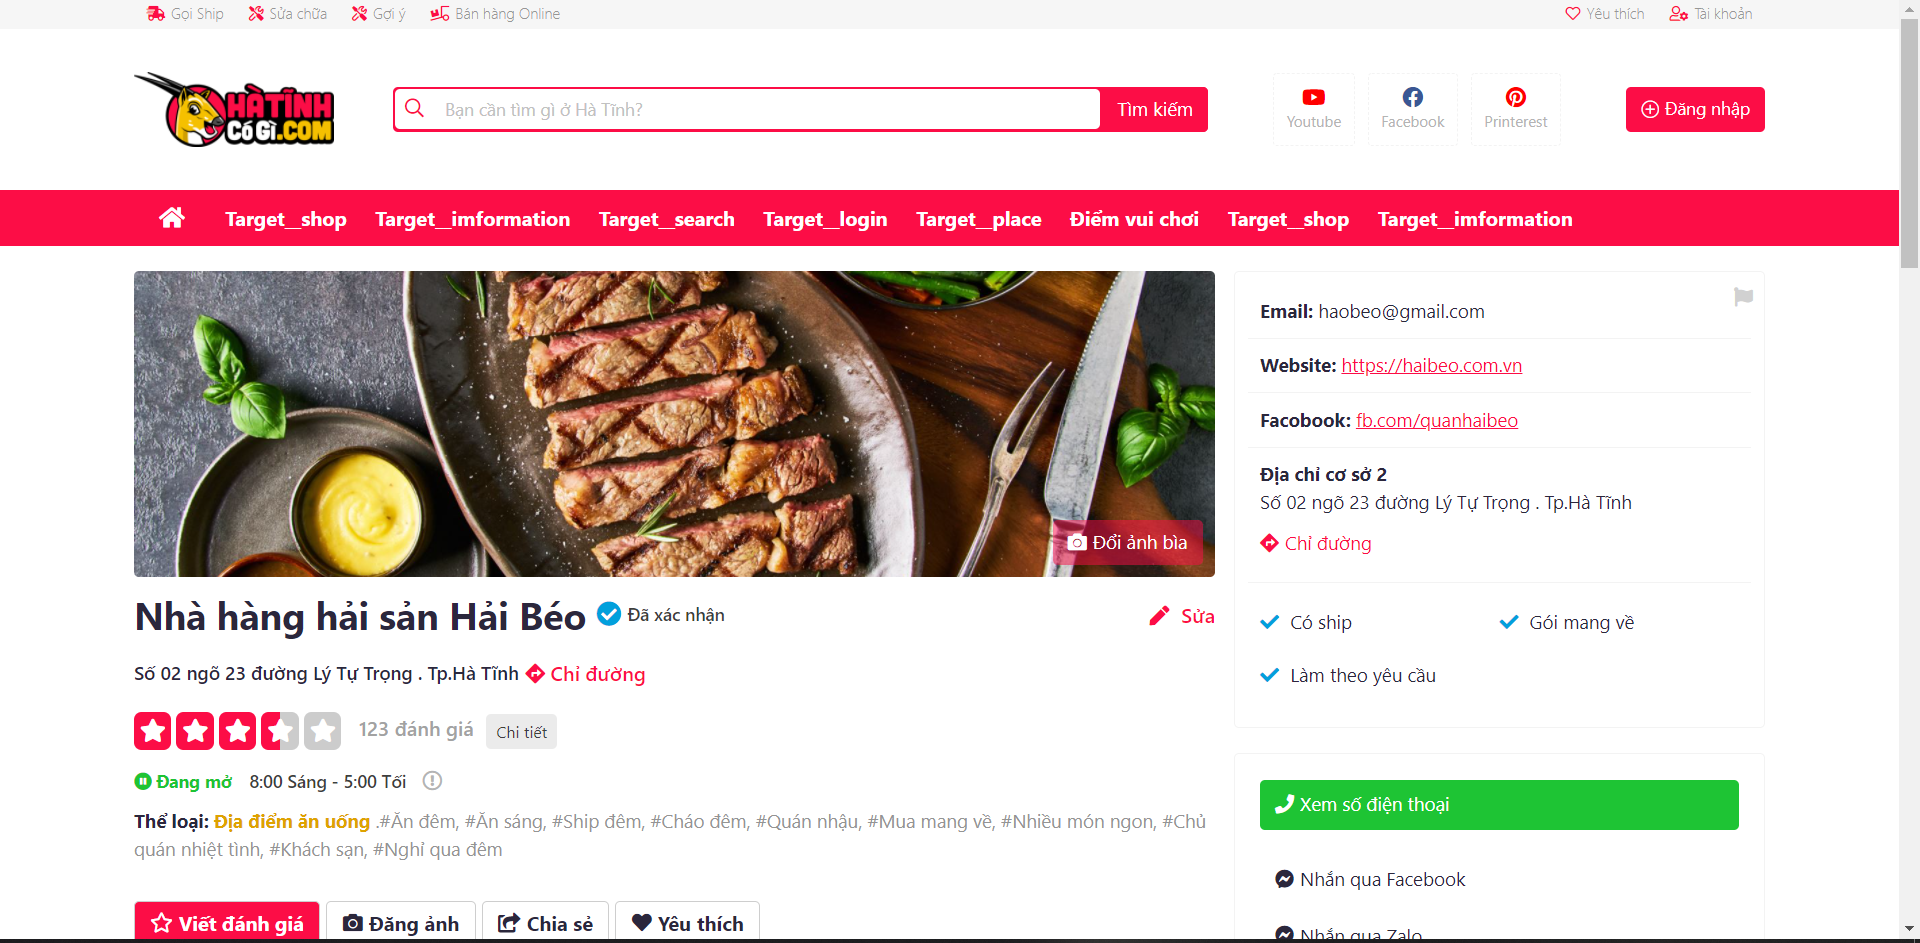 Gọi Ship Sửa chữa Gợi ý Bán hàng Online Yêu thích Tài khoản
HÀ TĨNH
CÓ GÌ.COM
Bạn cần tìm gì ở Hà Tĩnh? Tìm kiếm
Youtube Facebook Printerest
Đăng nhập
Target__shop Target__imformation Target__search Target__login Target__place Điểm vui chơi Target__shop Target__imformation
Đổi ảnh bìa
Nhà hàng hải sản Hải Béo Đã xác nhận Sửa
Số 02 ngõ 23 đường Lý Tự Trọng . Tp.Hà Tĩnh Chỉ đường
123 đánh giá Chi tiết
Đang mở 8:00 Sáng - 5:00 Tối
Thể loại: Địa điểm ăn uống .#Ăn đêm, #Ăn sáng, #Ship đêm, #Cháo đêm, #Quán nhậu, #Mua mang về, #Nhiều món ngon, #Chủ
quán nhiệt tình, #Khách sạn, #Nghỉ qua đêm
Viết đánh giá Đăng ảnh Chia sẻ Yêu thích
Email: haobeo@gmail.com
Website: https://haibeo.com.vn
Facobook: fb.com/quanhaibeo
Địa chỉ cơ sở 2
Số 02 ngõ 23 đường Lý Tự Trọng . Tp.Hà Tĩnh
Chỉ đường
Có ship Gói mang về
Làm theo yêu cầu
Xem số điện thoại
Nhắn qua Facebook
Nhắn qua Zalo